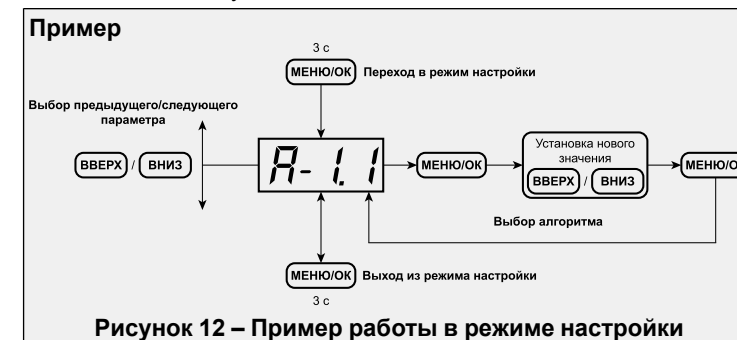 Пример
3 с
МЕНЮ/ОК Переход в режим настройки
Выбор предыдущего/следующего
параметра
ВВЕРХ / ВНИЗ
A-1.1
МЕНЮ/ОК
Установка нового
значения
ВВЕРХ / ВНИЗ
МЕНЮ/О
Выбор алгоритма
МЕНЮ/ОК Выход из режима настройки
3 с
Рисунок 12 – Пример работы в режиме настройки